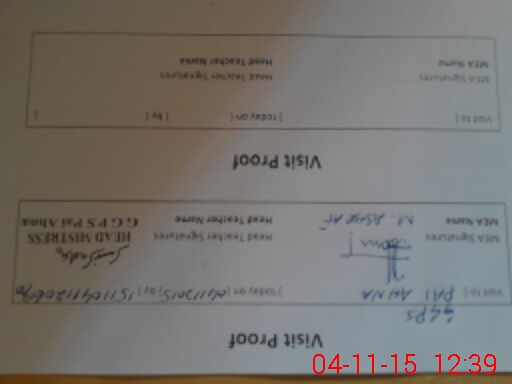 Visit Proof
GGPS
Visit to ( PAI AHNA ) today on ( 04/11/2015 ) by (
MEA Signatures Head Teacher Signatures HEAD MISTRESS
MEA Name M. ASHRAF Head Teacher Name G G P S Pai Ahna
Visit Proof
Visit to ( ) today on ( ) by ( )
MEA Signatures Head Teacher Signatures
MEA Name Head Teacher Name
04-11-15 12:39